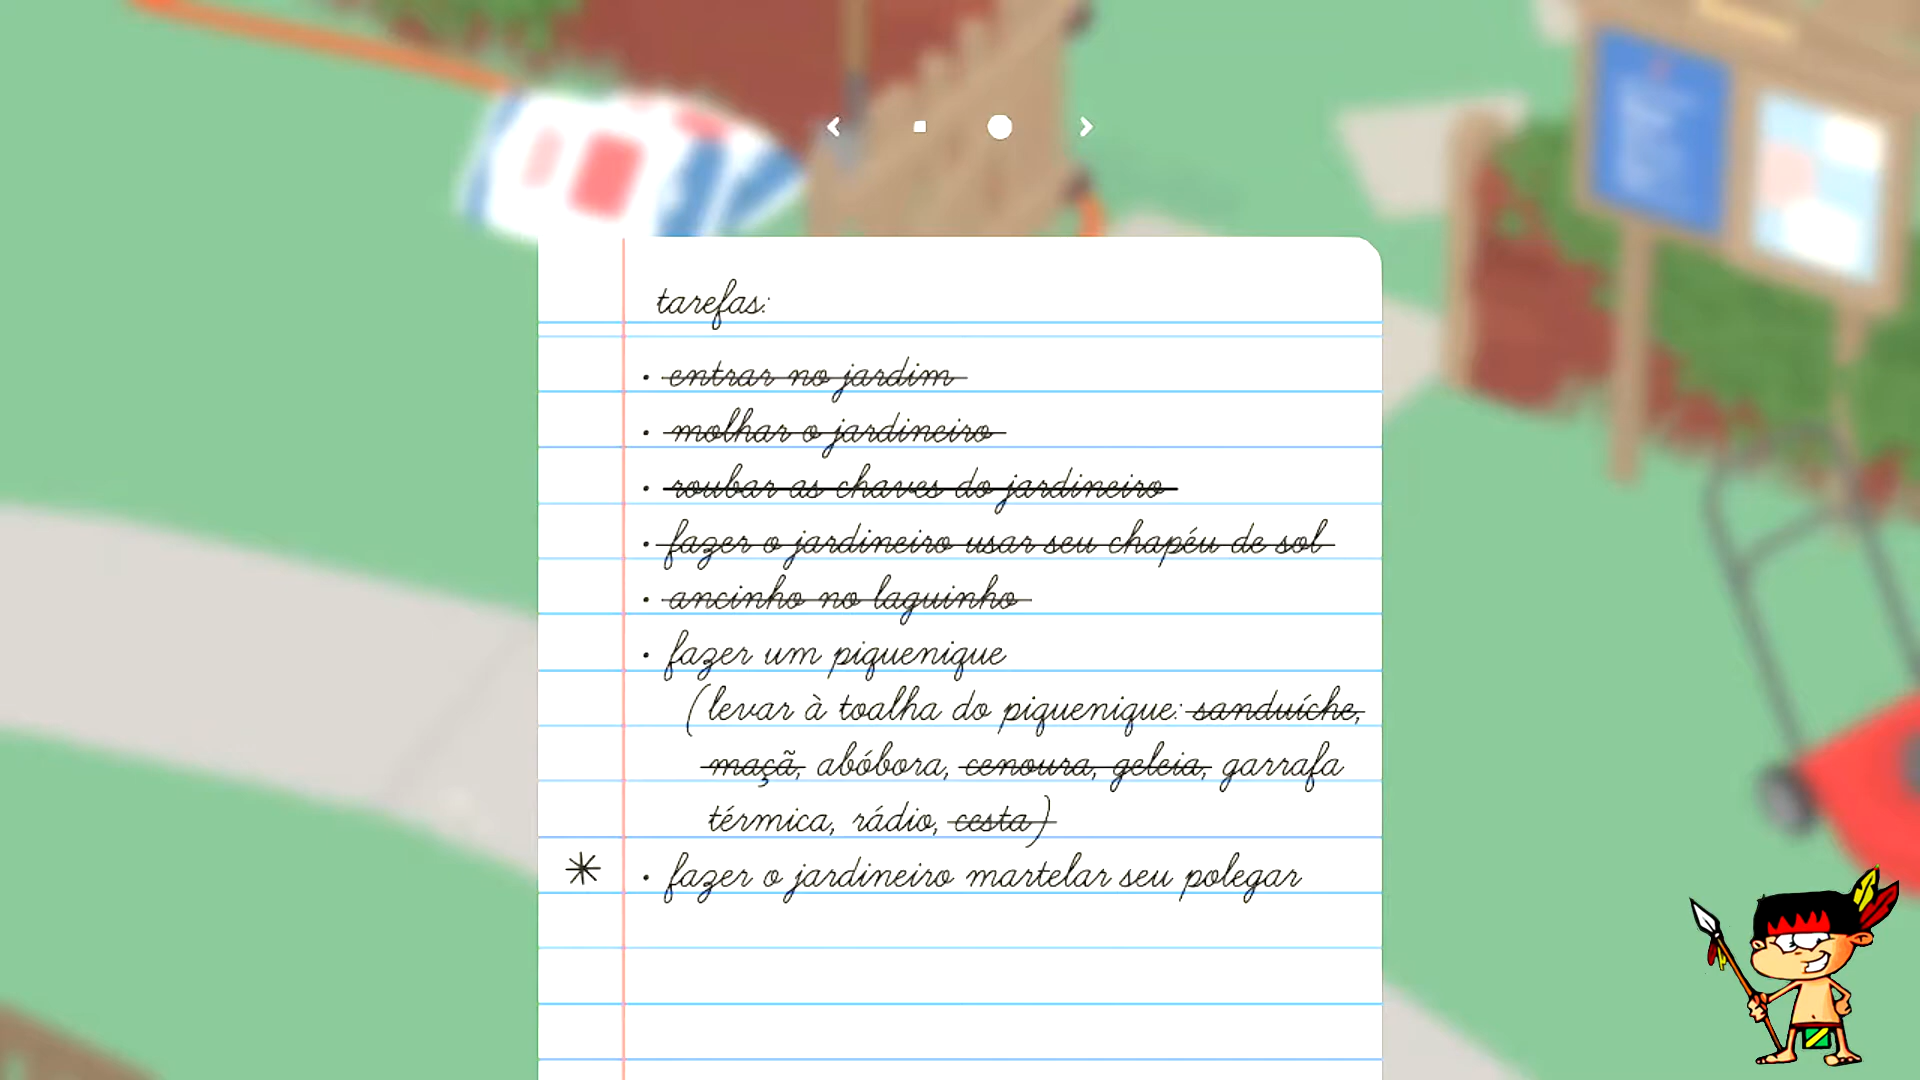 tarefas:
• entrar no jardim
• molhar o jardineiro
• roubar as chaves do jardineiro
• fazer o jardineiro usar seu chapéu de sol
• ancinho no laguinho
• fazer um piquenique
(levar à toalha do piquenique: sanduíche,
maçã, abóbora, cenoura, geleia, garrafa
térmica, rádio, cesta)
• fazer o jardineiro martelar seu polegar